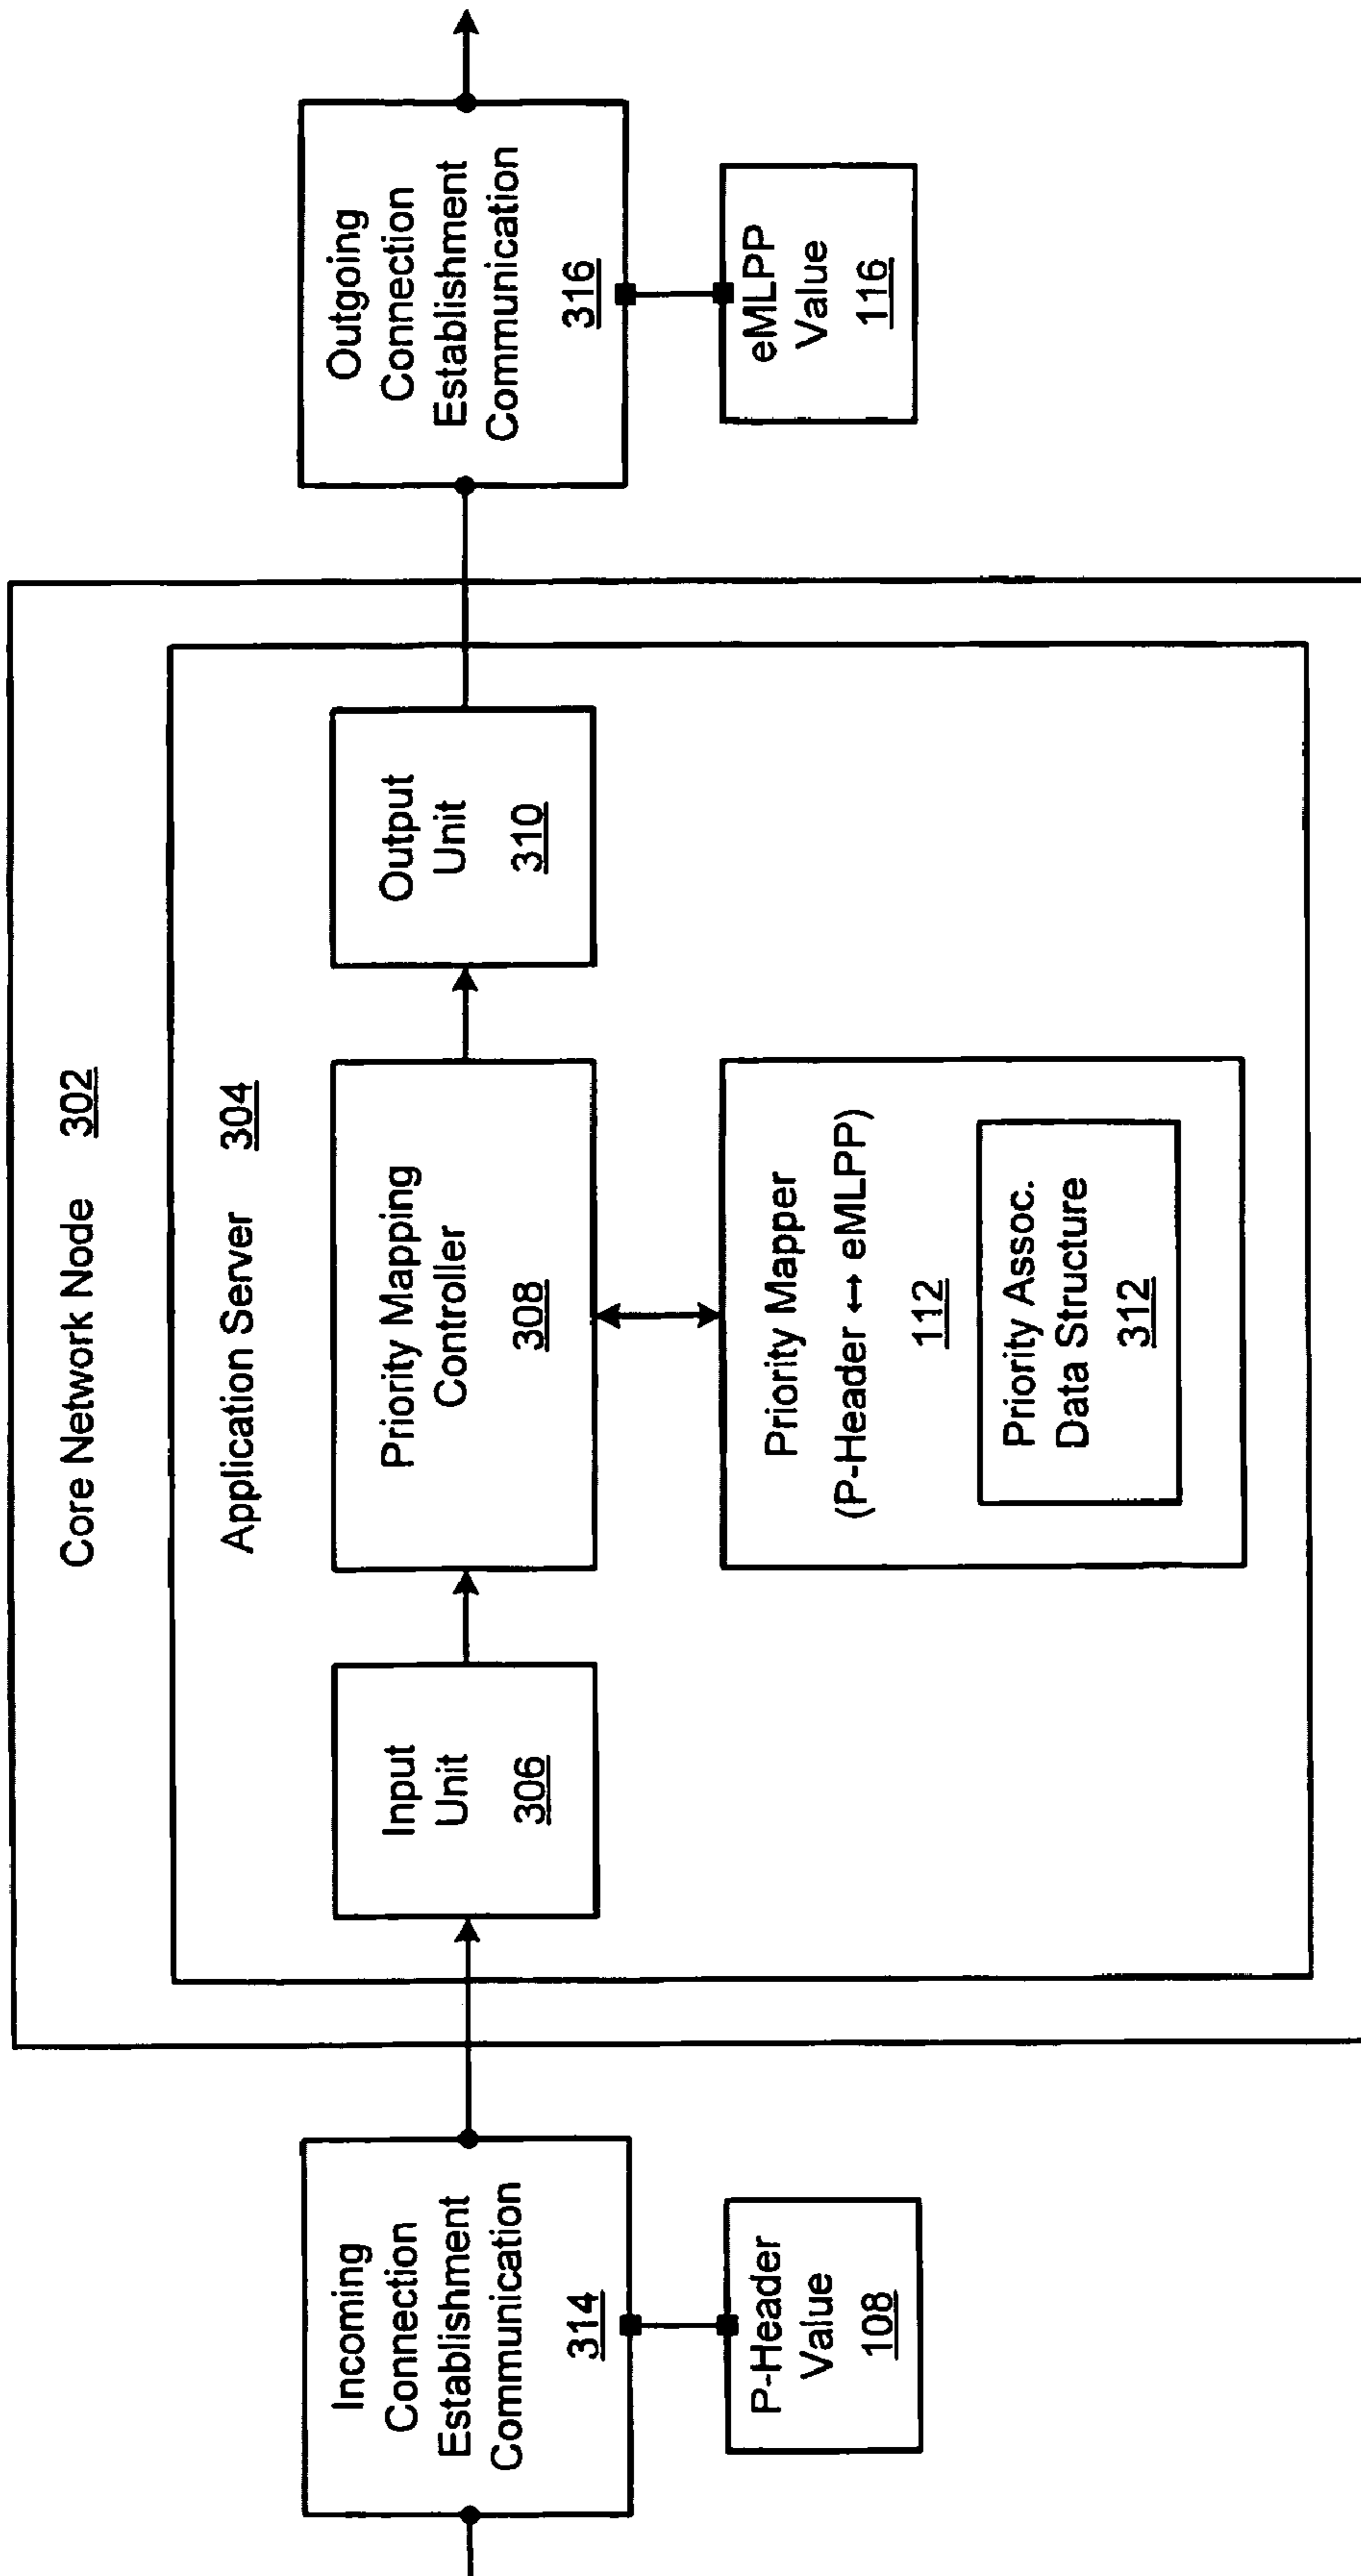 Core Network Node 302
Application Server 304
Incoming
Connection
Establishment
Communication
314
P-Header
Value
108
Input
Unit
306
Priority Mapping
Controller
308
Output
Unit
310
Priority Mapper
(P-Header ↔ eMLPP)
112
Priority Assoc.
Data Structure
312
Outgoing
Connection
Establishment
Communication
316
eMLPP
Value
116